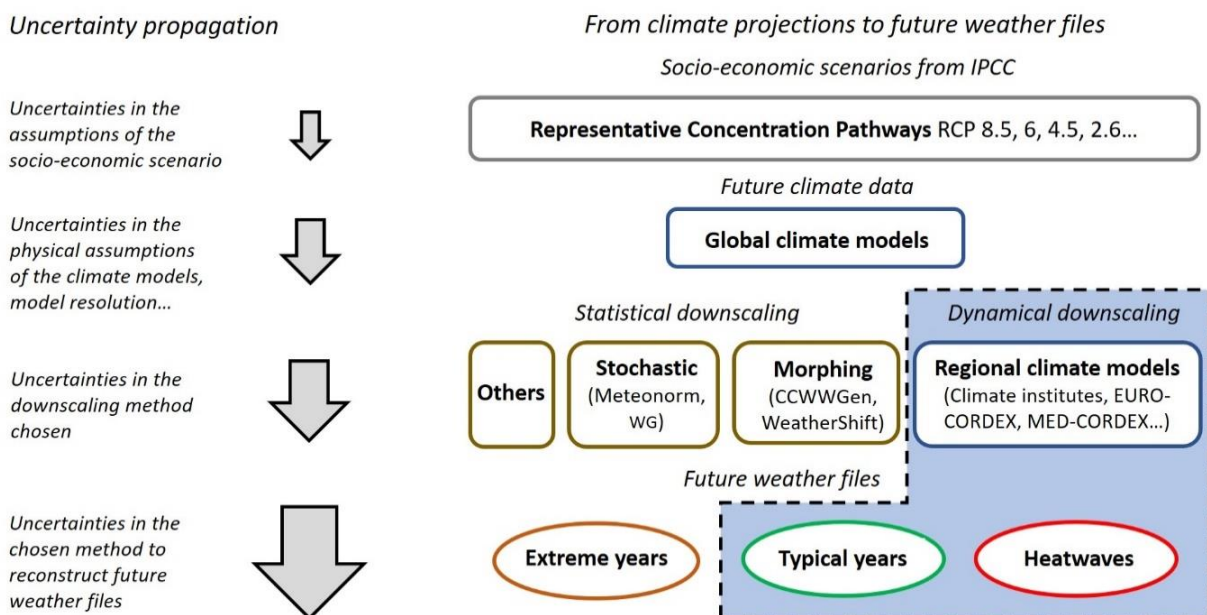 Uncertainty propagation
From climate projections to future weather files
Socio-economic scenarios from IPCC
Uncertainties in the
assumptions of the
socio-economic scenario
Representative Concentration Pathways RCP 8.5, 6, 4.5, 2.6...
Future climate data
Uncertainties in the
physical assumptions
of the climate models,
model resolution...
Global climate models
Statistical downscaling
Dynamical downscaling
Uncertainties in the
downscaling method
chosen
Others
Stochastic
(Meteonorm,
WG)
Morphing
(CCWWGen,
WeatherShift)
Regional climate models
(Climate institutes, EURO-
CORDEX, MED-CORDEX...)
Future weather files
Uncertainties in the
chosen method to
reconstruct future
weather files
Extreme years
Typical years
Heatwaves